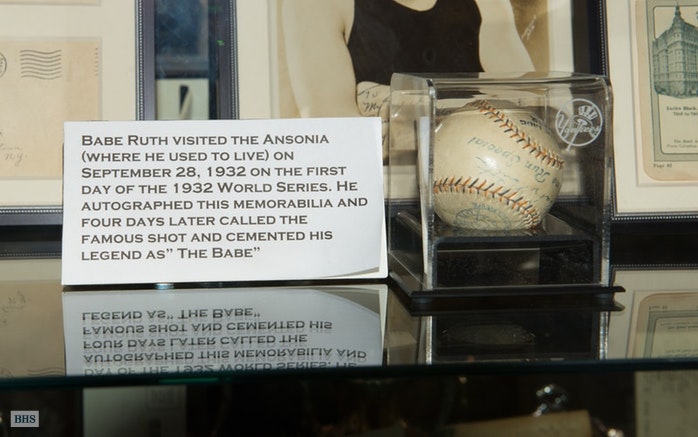 BABE RUTH VISITED THE ANSONIA
(WHERE HE USED TO LIVE) ON
SEPTEMBER 28, 1932 ON THE FIRST
DAY OF THE 1932 WORLD SERIES. HE
AUTOGRAPHED THIS MEMORABILIA AND
FOUR DAYS LATER CALLED THE
FAMOUS SHOT AND CEMENTED HIS
LEGEND AS" THE BABE"
BHS